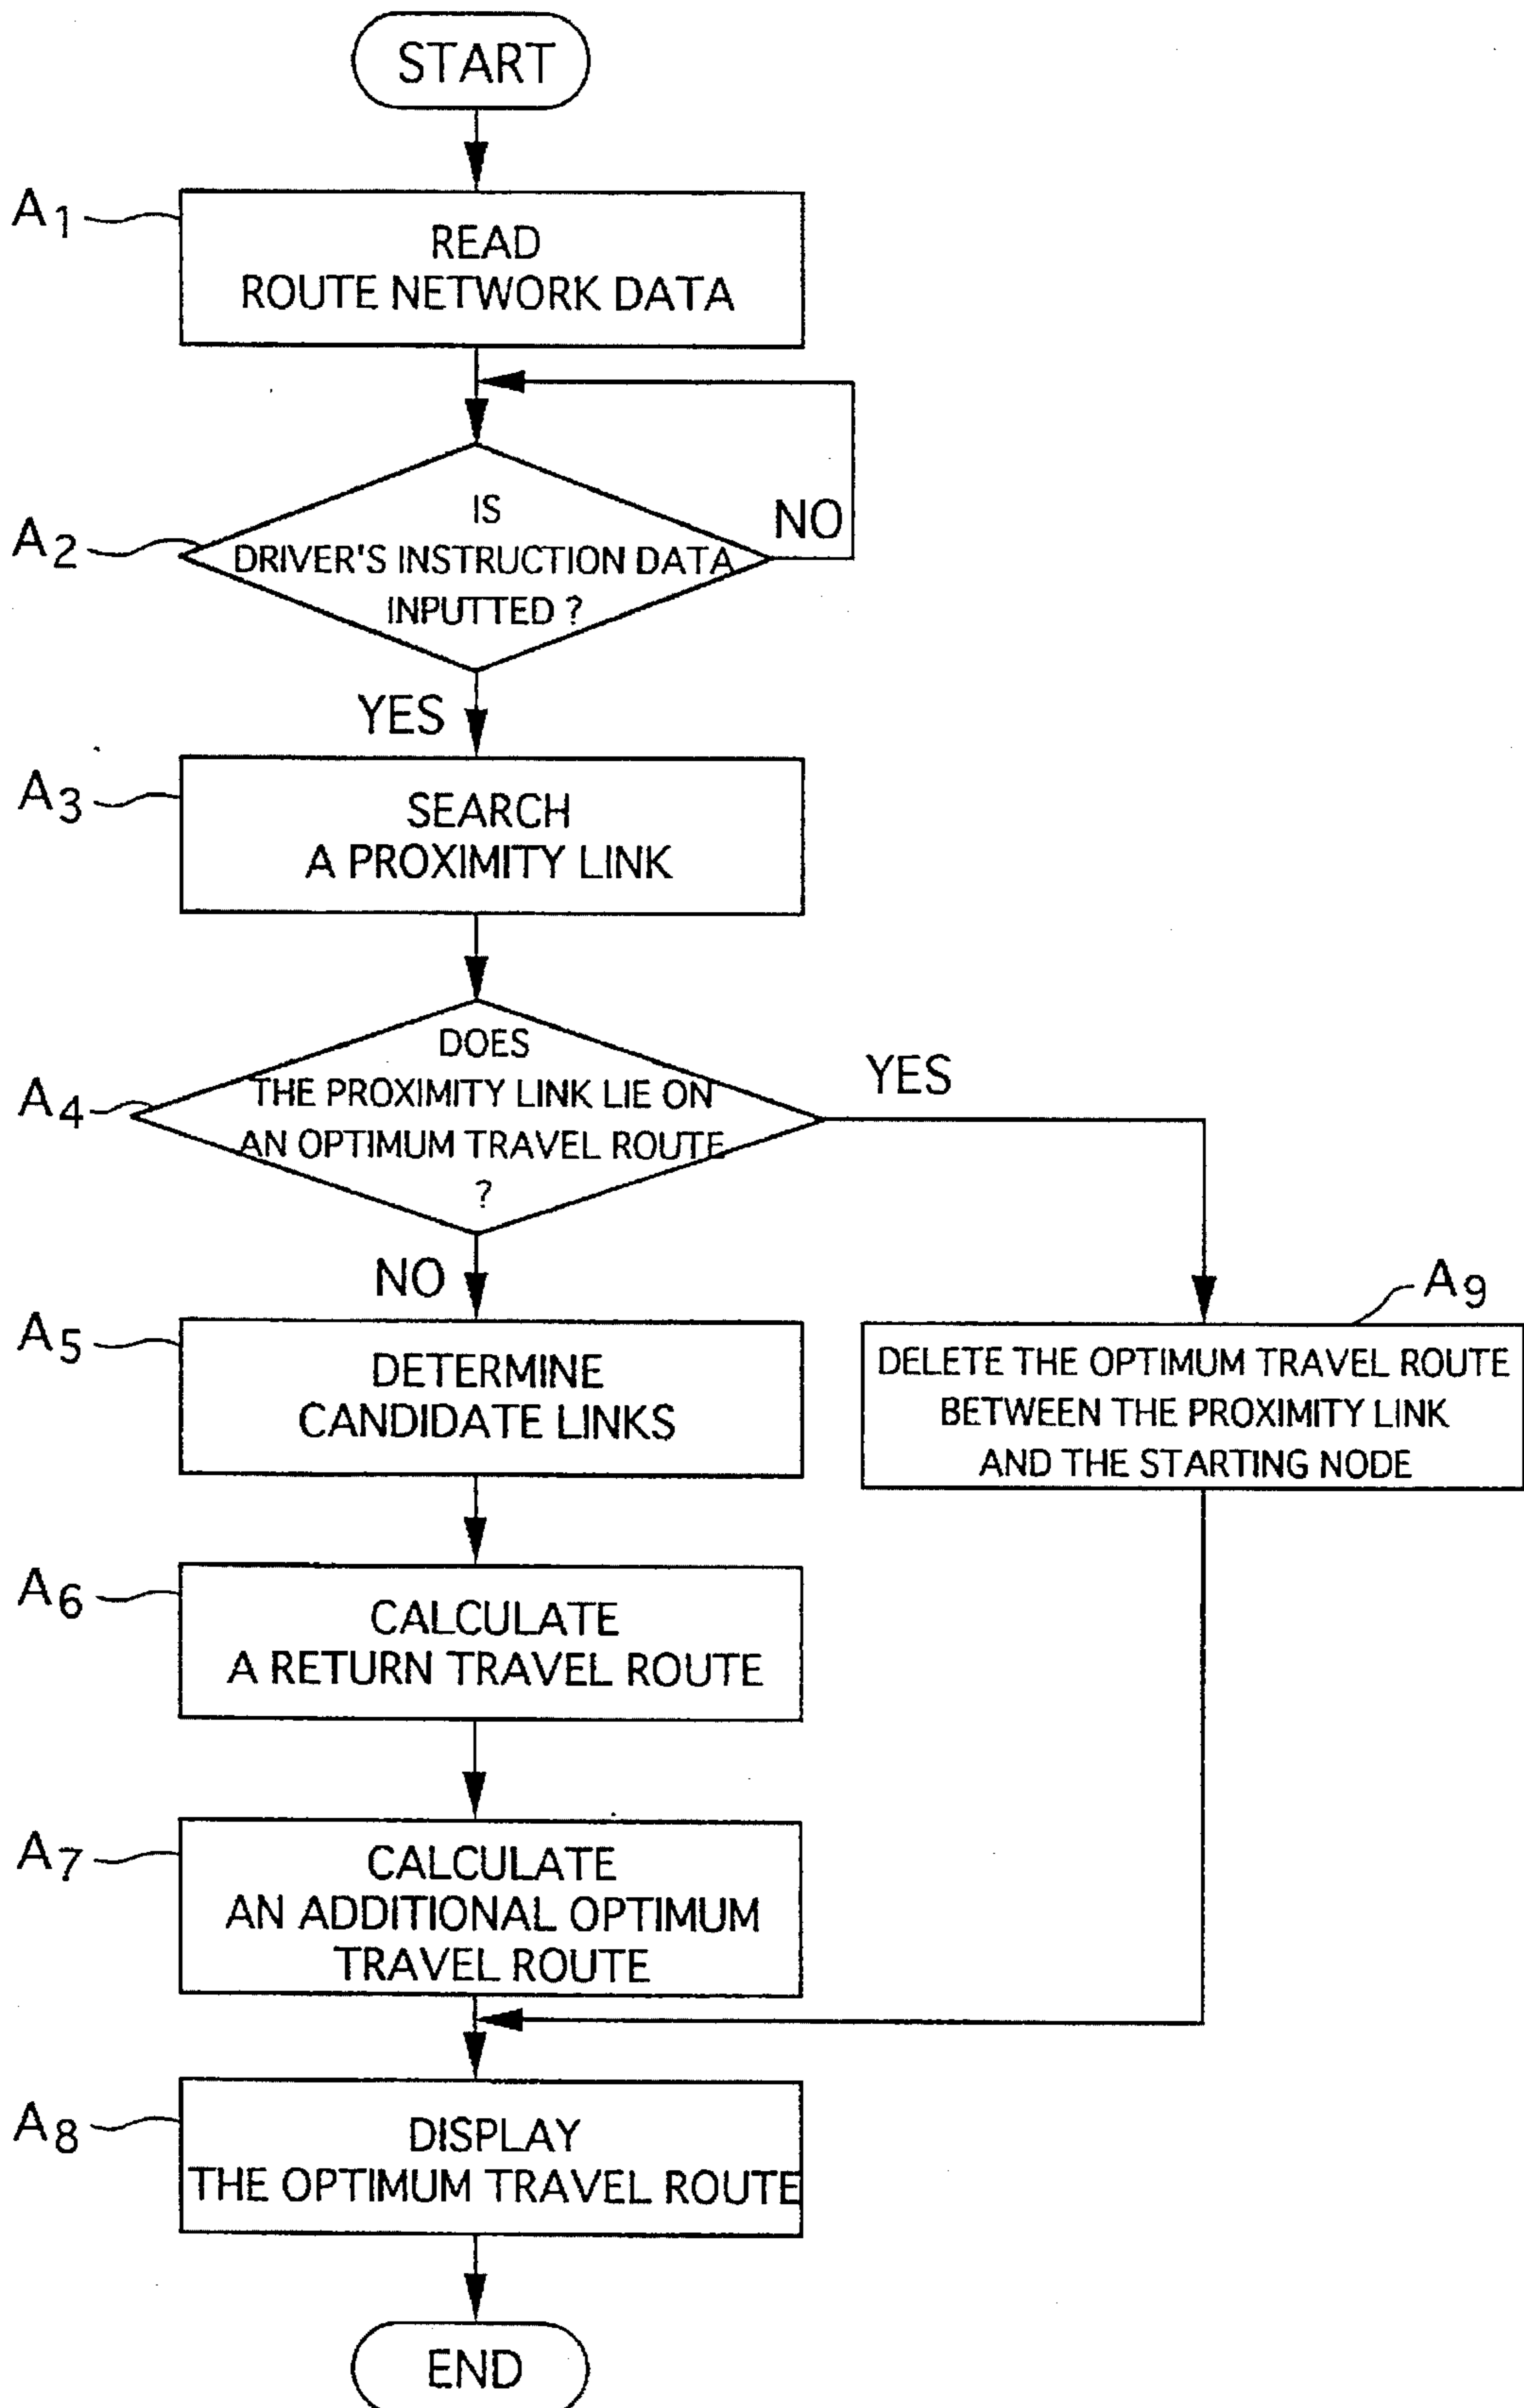 START
A1
READ
ROUTE NETWORK DATA
A2
IS
DRIVER'S INSTRUCTION DATA
INPUTTED ?
NO
YES
A3
SEARCH
A PROXIMITY LINK
A4
DOES
THE PROXIMITY LINK LIE ON
AN OPTIMUM TRAVEL ROUTE
?
YES
NO
A5
DETERMINE
CANDIDATE LINKS
A9
DELETE THE OPTIMUM TRAVEL ROUTE
BETWEEN THE PROXIMITY LINK
AND THE STARTING NODE
A6
CALCULATE
A RETURN TRAVEL ROUTE
A7
CALCULATE
AN ADDITIONAL OPTIMUM
TRAVEL ROUTE
A8
DISPLAY
THE OPTIMUM TRAVEL ROUTE
END